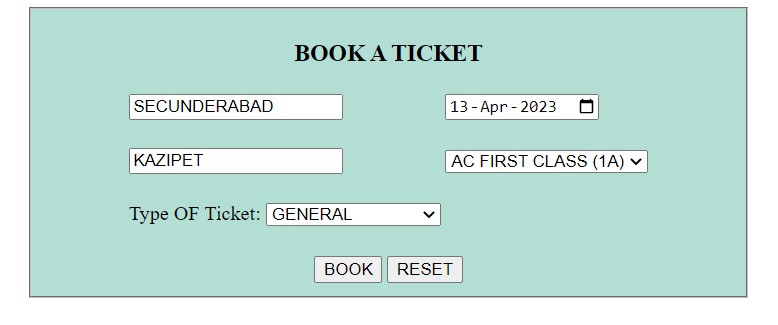 BOOK A TICKET
SECUNDERABAD 13-Apr-2023
KAZIPET AC FIRST CLASS (1A)
Type OF Ticket: GENERAL
BOOK RESET